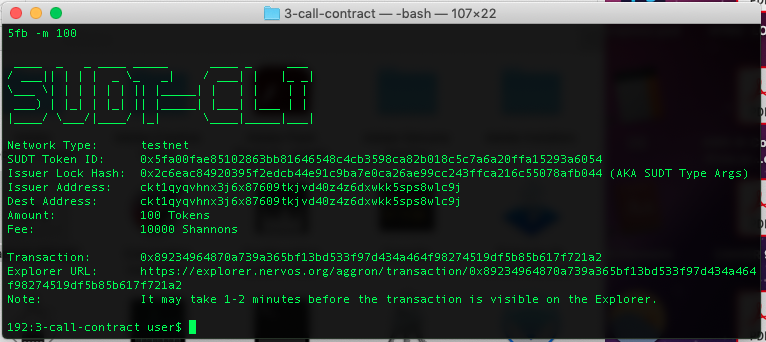 3-call-contract — -bash — 107×22
5fb -m 100
SUDT-CLI
Network Type: testnet
SUDT Token ID: 0x5fa00fae85102863bb81646548c4cb3598ca82b018c5c7a6a20ffa15293a6054
Issuer Lock Hash: 0x2c6eac84920395f2edcb44e91c9ba7e0ca26ae99cc243ffca216c55078afb044 (AKA SUDT Type Args)
Issuer Address: ckt1qyqvhnx3j6x87609tkjvd40z4z6dxwkk5sps8wlc9j
Dest Address: ckt1qyqvhnx3j6x87609tkjvd40z4z6dxwkk5sps8wlc9j
Amount: 100 Tokens
Fee: 10000 Shannons
Transaction: 0x89234964870a739a365bf13bd533f97d434a464f98274519df5b85b617f721a2
Explorer URL: https://explorer.nervos.org/aggron/transaction/0x89234964870a739a365bf13bd533f97d434a464
f98274519df5b85b617f721a2
Note: It may take 1-2 minutes before the transaction is visible on the Explorer.
192:3-call-contract user$